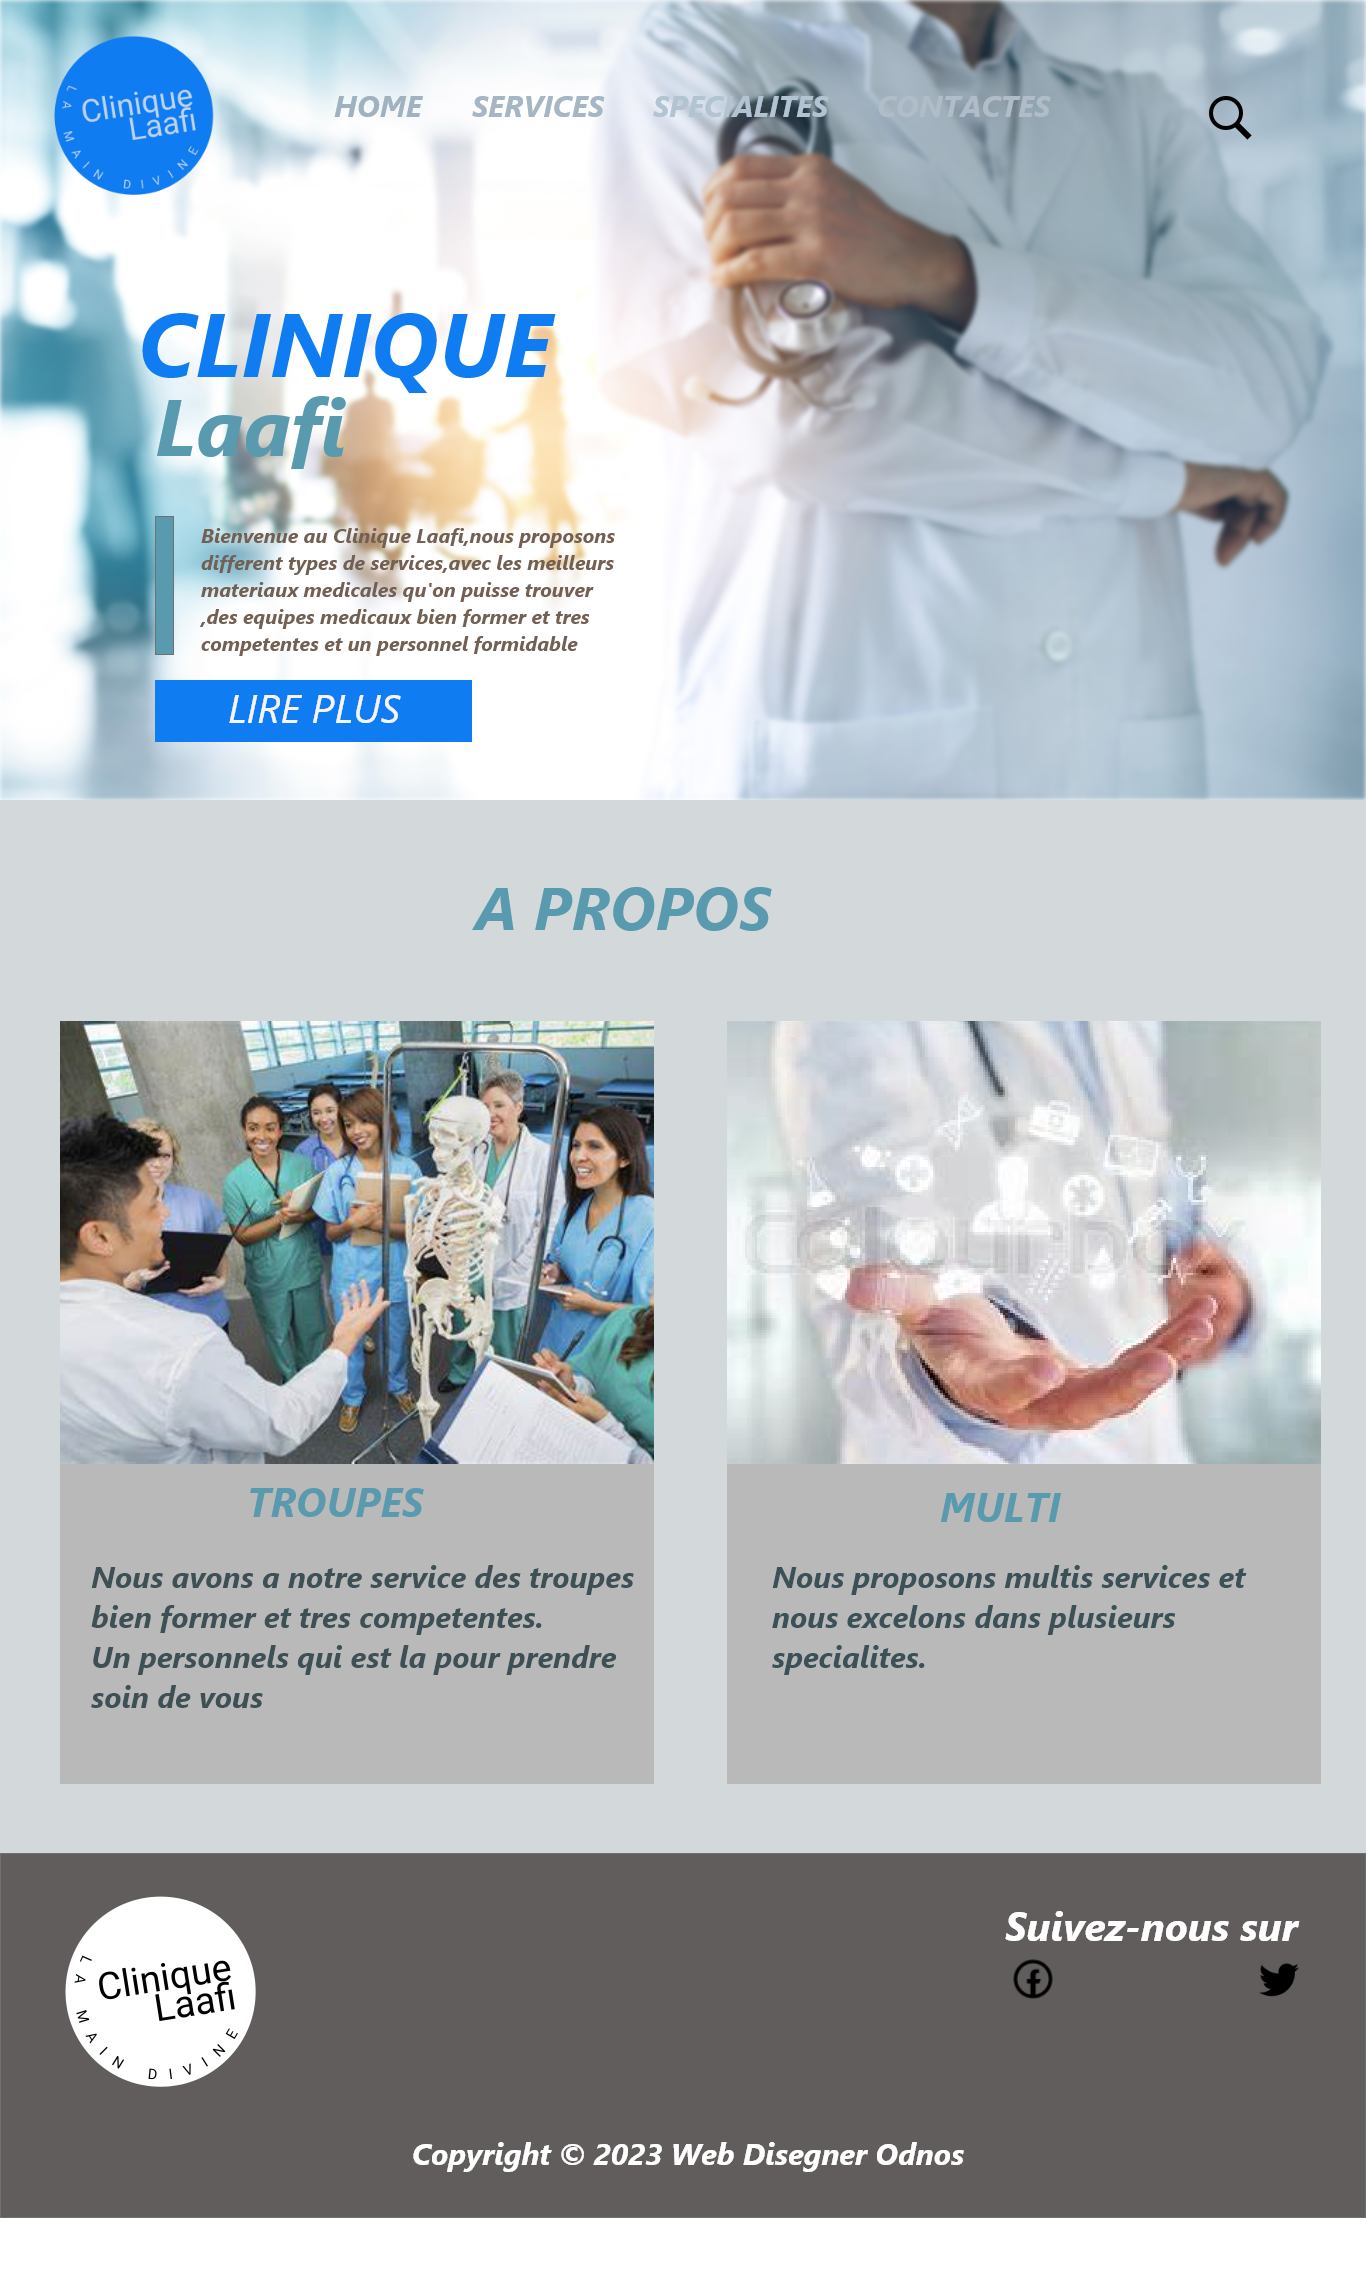 Clinique
Laafi
LA MAIN DIVINE
HOME SERVICES SPECIALITES CONTACTES
CLINIQUE
Laafi
Bienvenue au Clinique Laafi,nous proposons
different types de services,avec les meilleurs
materiaux medicales qu'on puisse trouver
,des equipes medicaux bien former et tres
competentes et un personnel formidable
LIRE PLUS
A PROPOS
colourbox
TROUPES
Nous avons a notre service des troupes
bien former et tres competentes.
Un personnels qui est la pour prendre
soin de vous
MULTI
Nous proposons multis services et
nous excelons dans plusieurs
specialites.
Clinique
Laafi
LA MAIN DIVINE
Suivez-nous sur
Copyright © 2023 Web Disegner Odnos